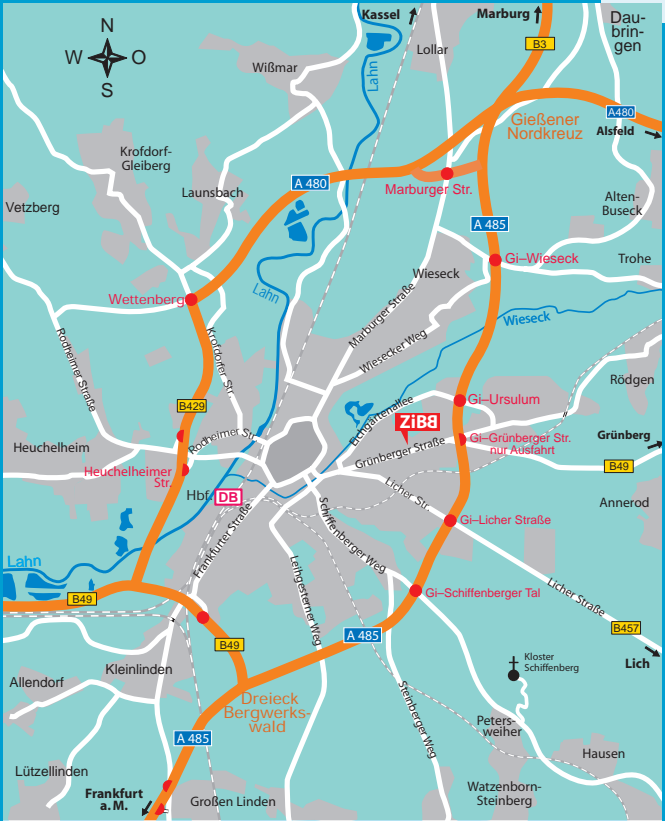 Kassel
Marburg
Dau-
brin-
gen
N
W
O
S
B3
Lollar
Wißmar
Lahn
A480
Gießener
Nordkreuz
Alsfeld
Krofdorf-
Gleiberg
A 480
Launsbach
Marburger Str.
Vetzberg
Alten-
Buseck
A 485
Gi–Wieseck
Trohe
Wieseck
Lahn
Wettenberg
Marburger Straße
Wieseck
Rodheimer Straße
Krofdorfer Str.
Wiesecker Weg
Rödgen
B429
Gi–Ursulum
Eichgartenallee
ZiBB
Rodheimer Str.
Gi–Grünberger Str.
nur Ausfahrt
Grünberg
Heuchelheim
Grünberger Straße
B49
Heuchelheimer
Str.
Hbf.
DB
Licher Str.
Annerod
Gi–Licher Straße
Frankfurter Straße
Schiffenberger Weg
Lahn
Leihgesterner Weg
B49
Gi–Schiffenberger Tal
Licher Straße
B457
A 485
B49
Lich
Kloster
Schiffenberg
Kleinlinden
Allendorf
Dreieck
Bergwerks-
wald
Steinberger Weg
Peters-
weiher
A 485
Hausen
Lützellinden
Frankfurt
a. M.
Großen Linden
Watzenborn-
Steinberg